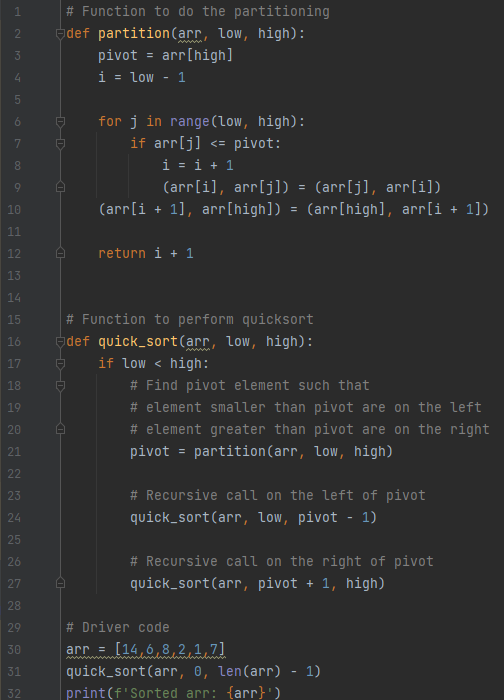 1 # Function to do the partitioning
2 def partition(arr, low, high):
3     pivot = arr[high]
4     i = low - 1
5
6     for j in range(low, high):
7         if arr[j] <= pivot:
8             i = i + 1
9             (arr[i], arr[j]) = (arr[j], arr[i])
10     (arr[i + 1], arr[high]) = (arr[high], arr[i + 1])
11
12     return i + 1
13
14
15 # Function to perform quicksort
16 def quick_sort(arr, low, high):
17     if low < high:
18         # Find pivot element such that
19         # element smaller than pivot are on the left
20         # element greater than pivot are on the right
21         pivot = partition(arr, low, high)
22
23         # Recursive call on the left of pivot
24         quick_sort(arr, low, pivot - 1)
25
26         # Recursive call on the right of pivot
27         quick_sort(arr, pivot + 1, high)
28
29 # Driver code
30 arr = [14,6,8,2,1,7]
31 quick_sort(arr, 0, len(arr) - 1)
32 print(f'Sorted arr: {arr}')